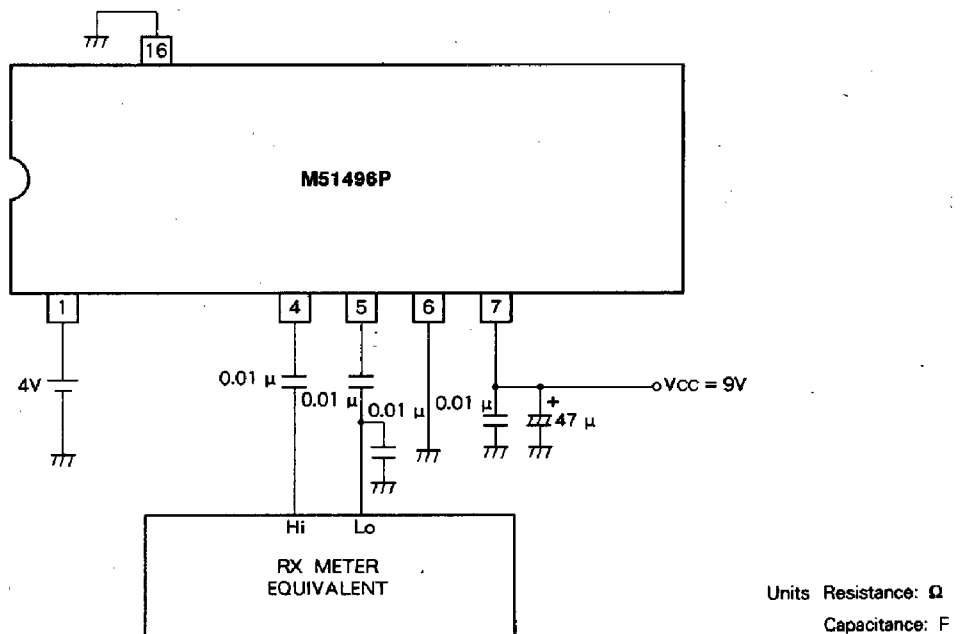 16
M51496P
1
4
5
6
7
4V
0.01 μ
0.01 μ
0.01 μ
0.01 μ
+
47 μ
VCC = 9V
Hi
Lo
RX METER
EQUIVALENT
Units Resistance: Ω
Capacitance: F